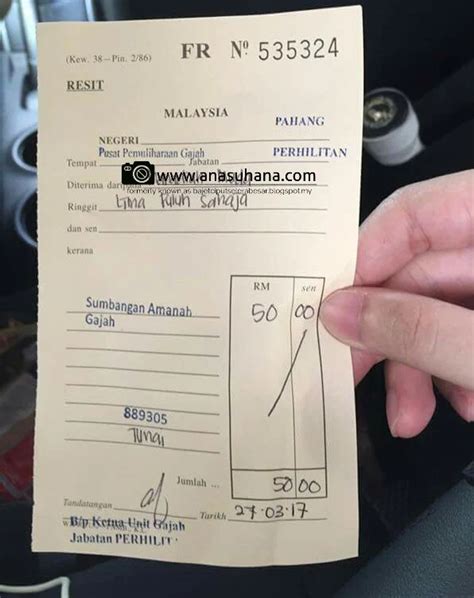 (Kew. 38—Pin. 2/86) FR Nº 535324
RESIT
MALAYSIA
PAHANG
NEGERI
Pusat Pemuliharaan Gajah PERHILITAN
Tempat Jabatan
www.anasuhana.com
Diterima daripada
formerly known as bajetoiputseterabesar.blogspot.my
Ringgit Lima Puluh Sahaja
dan sen
kerana
RM sen
Sumbangan Amanah 50 00
Gajah
889305
Tunai
Jumlah ... 50 00
Tandatangan Tarikh 27.03.17
B/p Ketua Unit Gajah
Jabatan PERHILIT